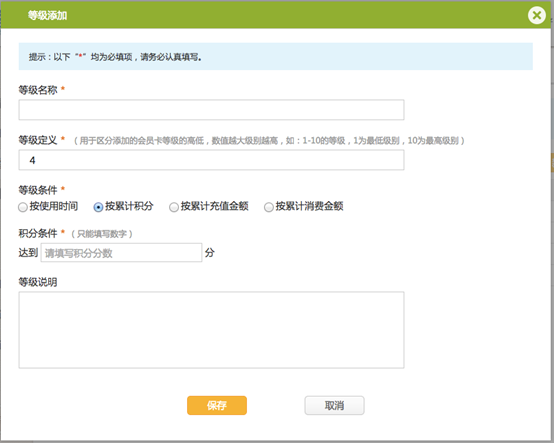 等级添加
提示：以下“*”均为必填项，请务必认真填写。
等级名称 *
等级定义 *（用于区分添加的会员卡等级的高低，数值越大级别越高，如：1-10的等级，1为最低级别，10为最高级别）
4
等级条件 *
按使用时间 按累计积分 按累计充值金额 按累计消费金额
积分条件 *（只能填写数字）
达到 请填写积分分数 分
等级说明
保存 取消